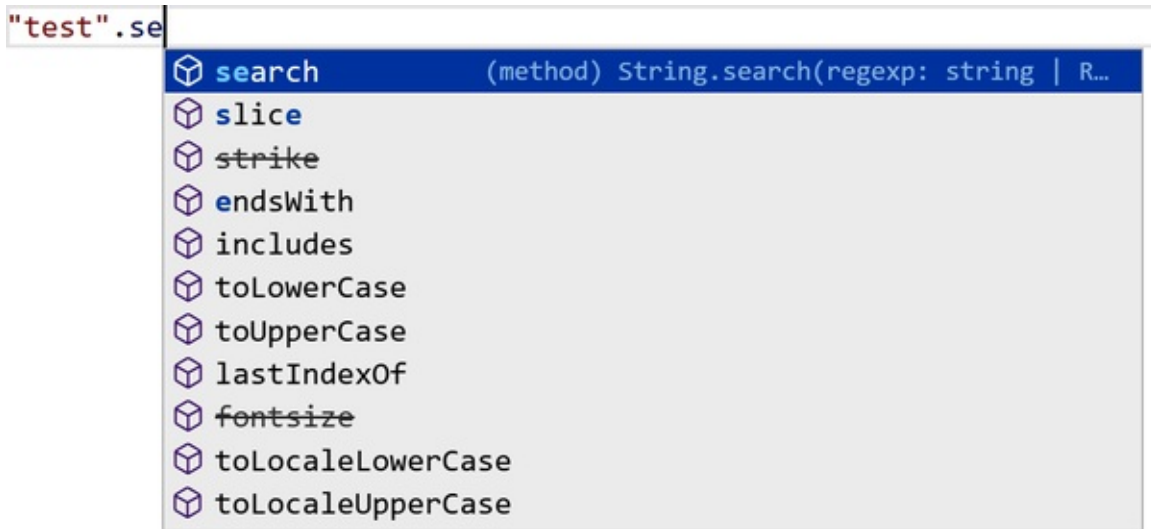 "test".se
search (method) String.search(regexp: string | R…
slice
strike
endsWith
includes
toLowerCase
toUpperCase
lastIndexOf
fontsize
toLocaleLowerCase
toLocaleUpperCase